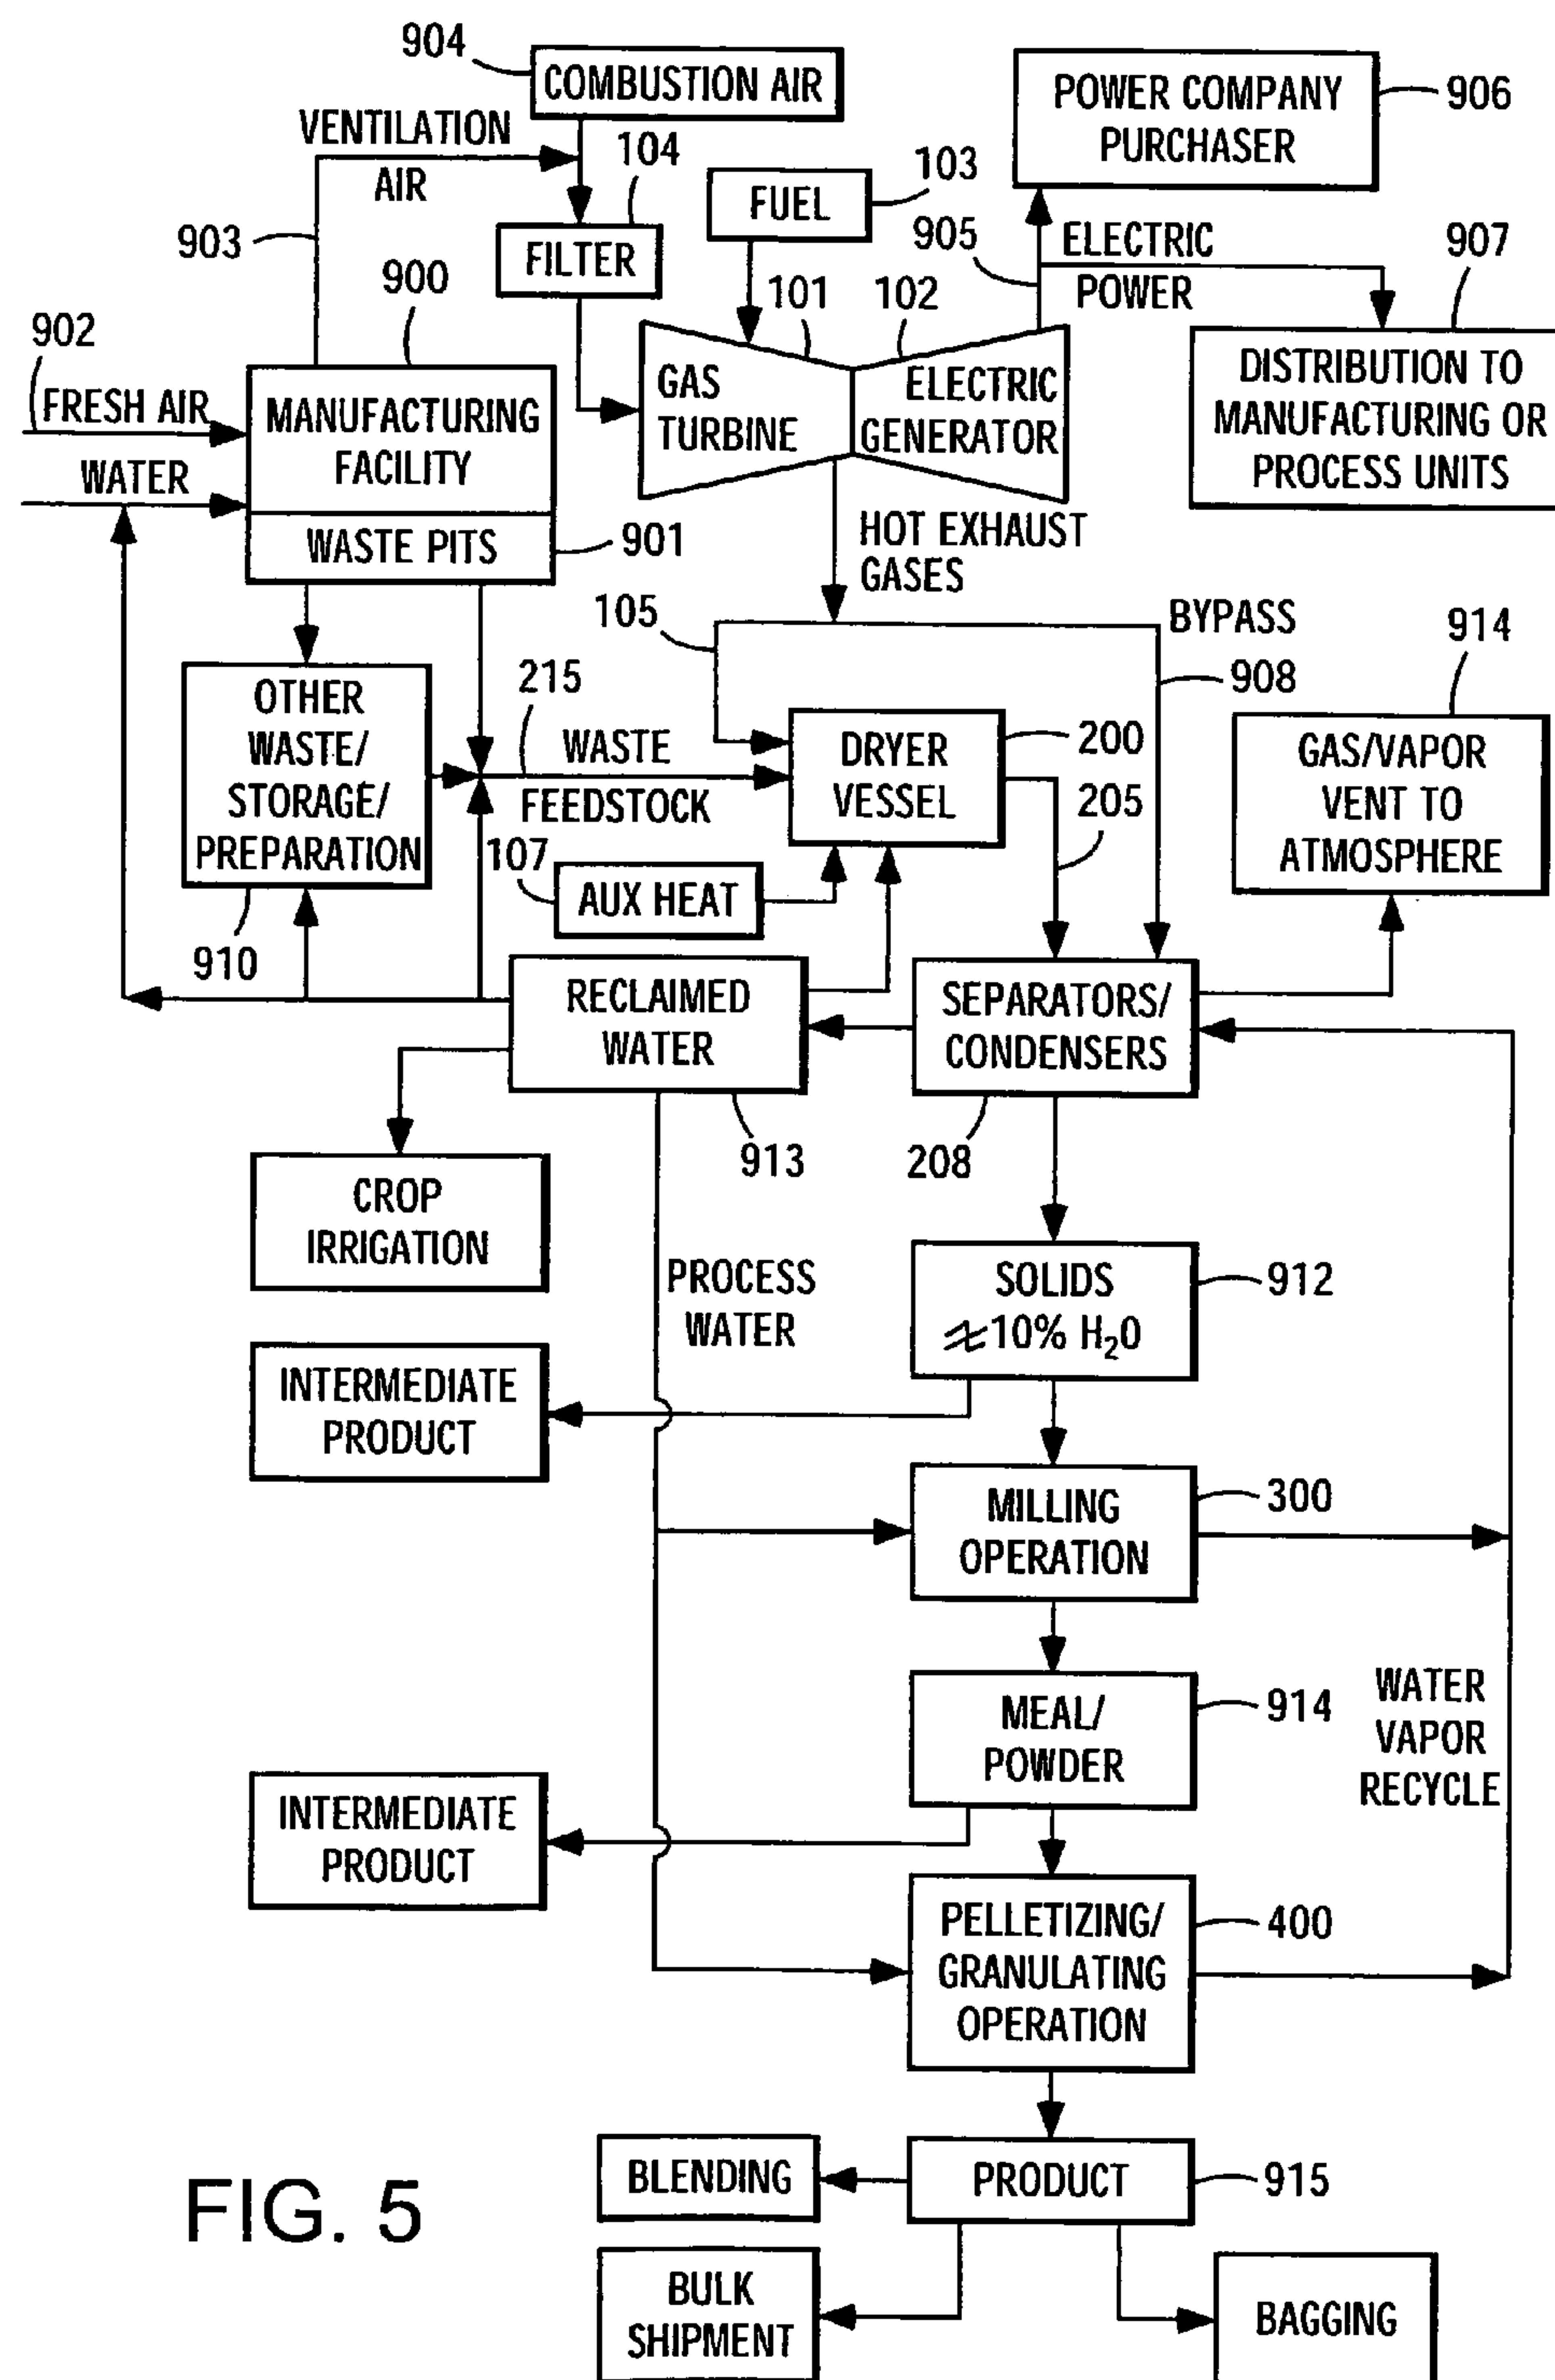 904
COMBUSTION AIR
POWER COMPANY
PURCHASER
906
VENTILATION
AIR
104
FUEL
103
903
FILTER
905
ELECTRIC
POWER
907
900
101
102
902
FRESH AIR
WATER
MANUFACTURING
FACILITY
WASTE PITS
901
GAS
TURBINE
ELECTRIC
GENERATOR
DISTRIBUTION TO
MANUFACTURING OR
PROCESS UNITS
HOT EXHAUST
GASES
105
BYPASS
908
914
OTHER
WASTE/
STORAGE/
PREPARATION
910
215
WASTE
FEEDSTOCK
DRYER
VESSEL
200
205
GAS/VAPOR
VENT TO
ATMOSPHERE
107
AUX HEAT
RECLAIMED
WATER
913
SEPARATORS/
CONDENSERS
208
CROP
IRRIGATION
PROCESS
WATER
SOLIDS
10% H₂O
912
INTERMEDIATE
PRODUCT
MILLING
OPERATION
300
MEAL/
POWDER
914
WATER
VAPOR
RECYCLE
INTERMEDIATE
PRODUCT
PELLETIZING/
GRANULATING
OPERATION
400
BLENDING
PRODUCT
915
FIG. 5
BULK
SHIPMENT
BAGGING